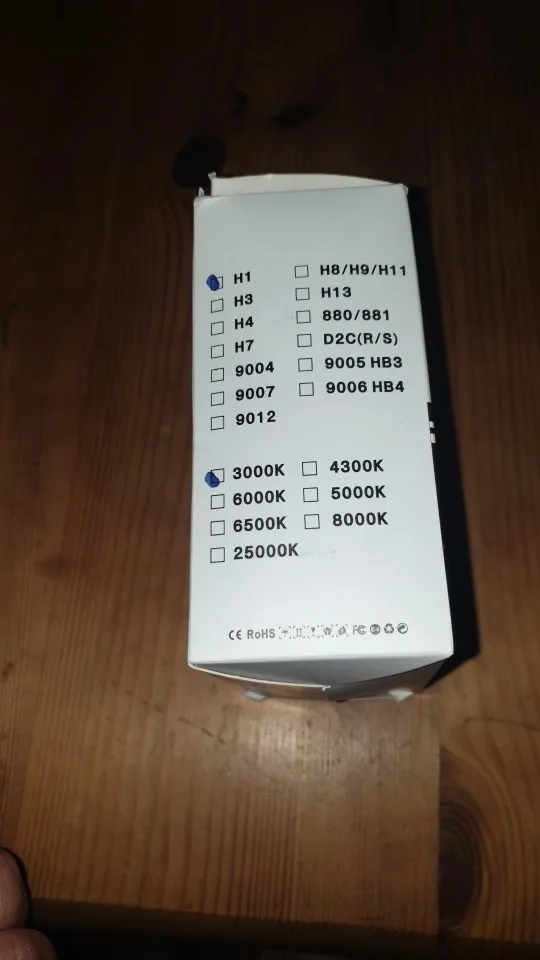 H1
H3
H4
H7
9004
9007
9012
H8/H9/H11
H13
880/881
D2C(R/S)
9005 HB3
9006 HB4
3000K
6000K
6500K
25000K
4300K
5000K
8000K
CE RoHS FC